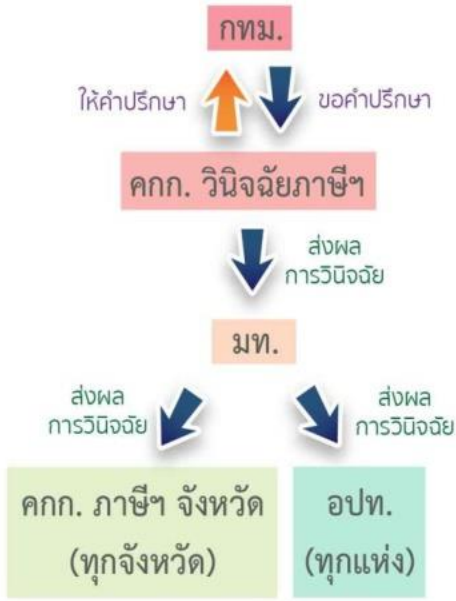 กทม.
ให้คำปรึกษา
ขอคำปรึกษา
คกก. วินิจฉัยภาษีฯ
ส่งผล
การวินิจฉัย
มท.
ส่งผล
การวินิจฉัย
ส่งผล
การวินิจฉัย
คกก. ภาษีฯ จังหวัด
(ทุกจังหวัด)
อปท.
(ทุกแห่ง)